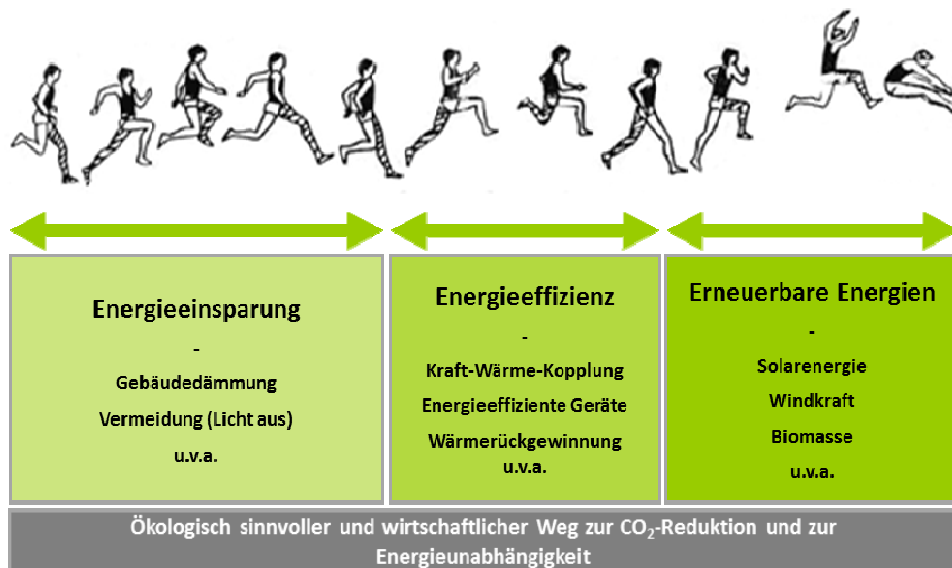 Energieeinsparung
-
Gebäudedämmung
Vermeidung (Licht aus)
u.v.a.
Energieeffizienz
-
Kraft-Wärme-Kopplung
Energieeffiziente Geräte
Wärmerückgewinnung
u.v.a.
Erneuerbare Energien
-
Solarenergie
Windkraft
Biomasse
u.v.a.
Ökologisch sinnvoller und wirtschaftlicher Weg zur CO₂-Reduktion und zur
Energieunabhängigkeit